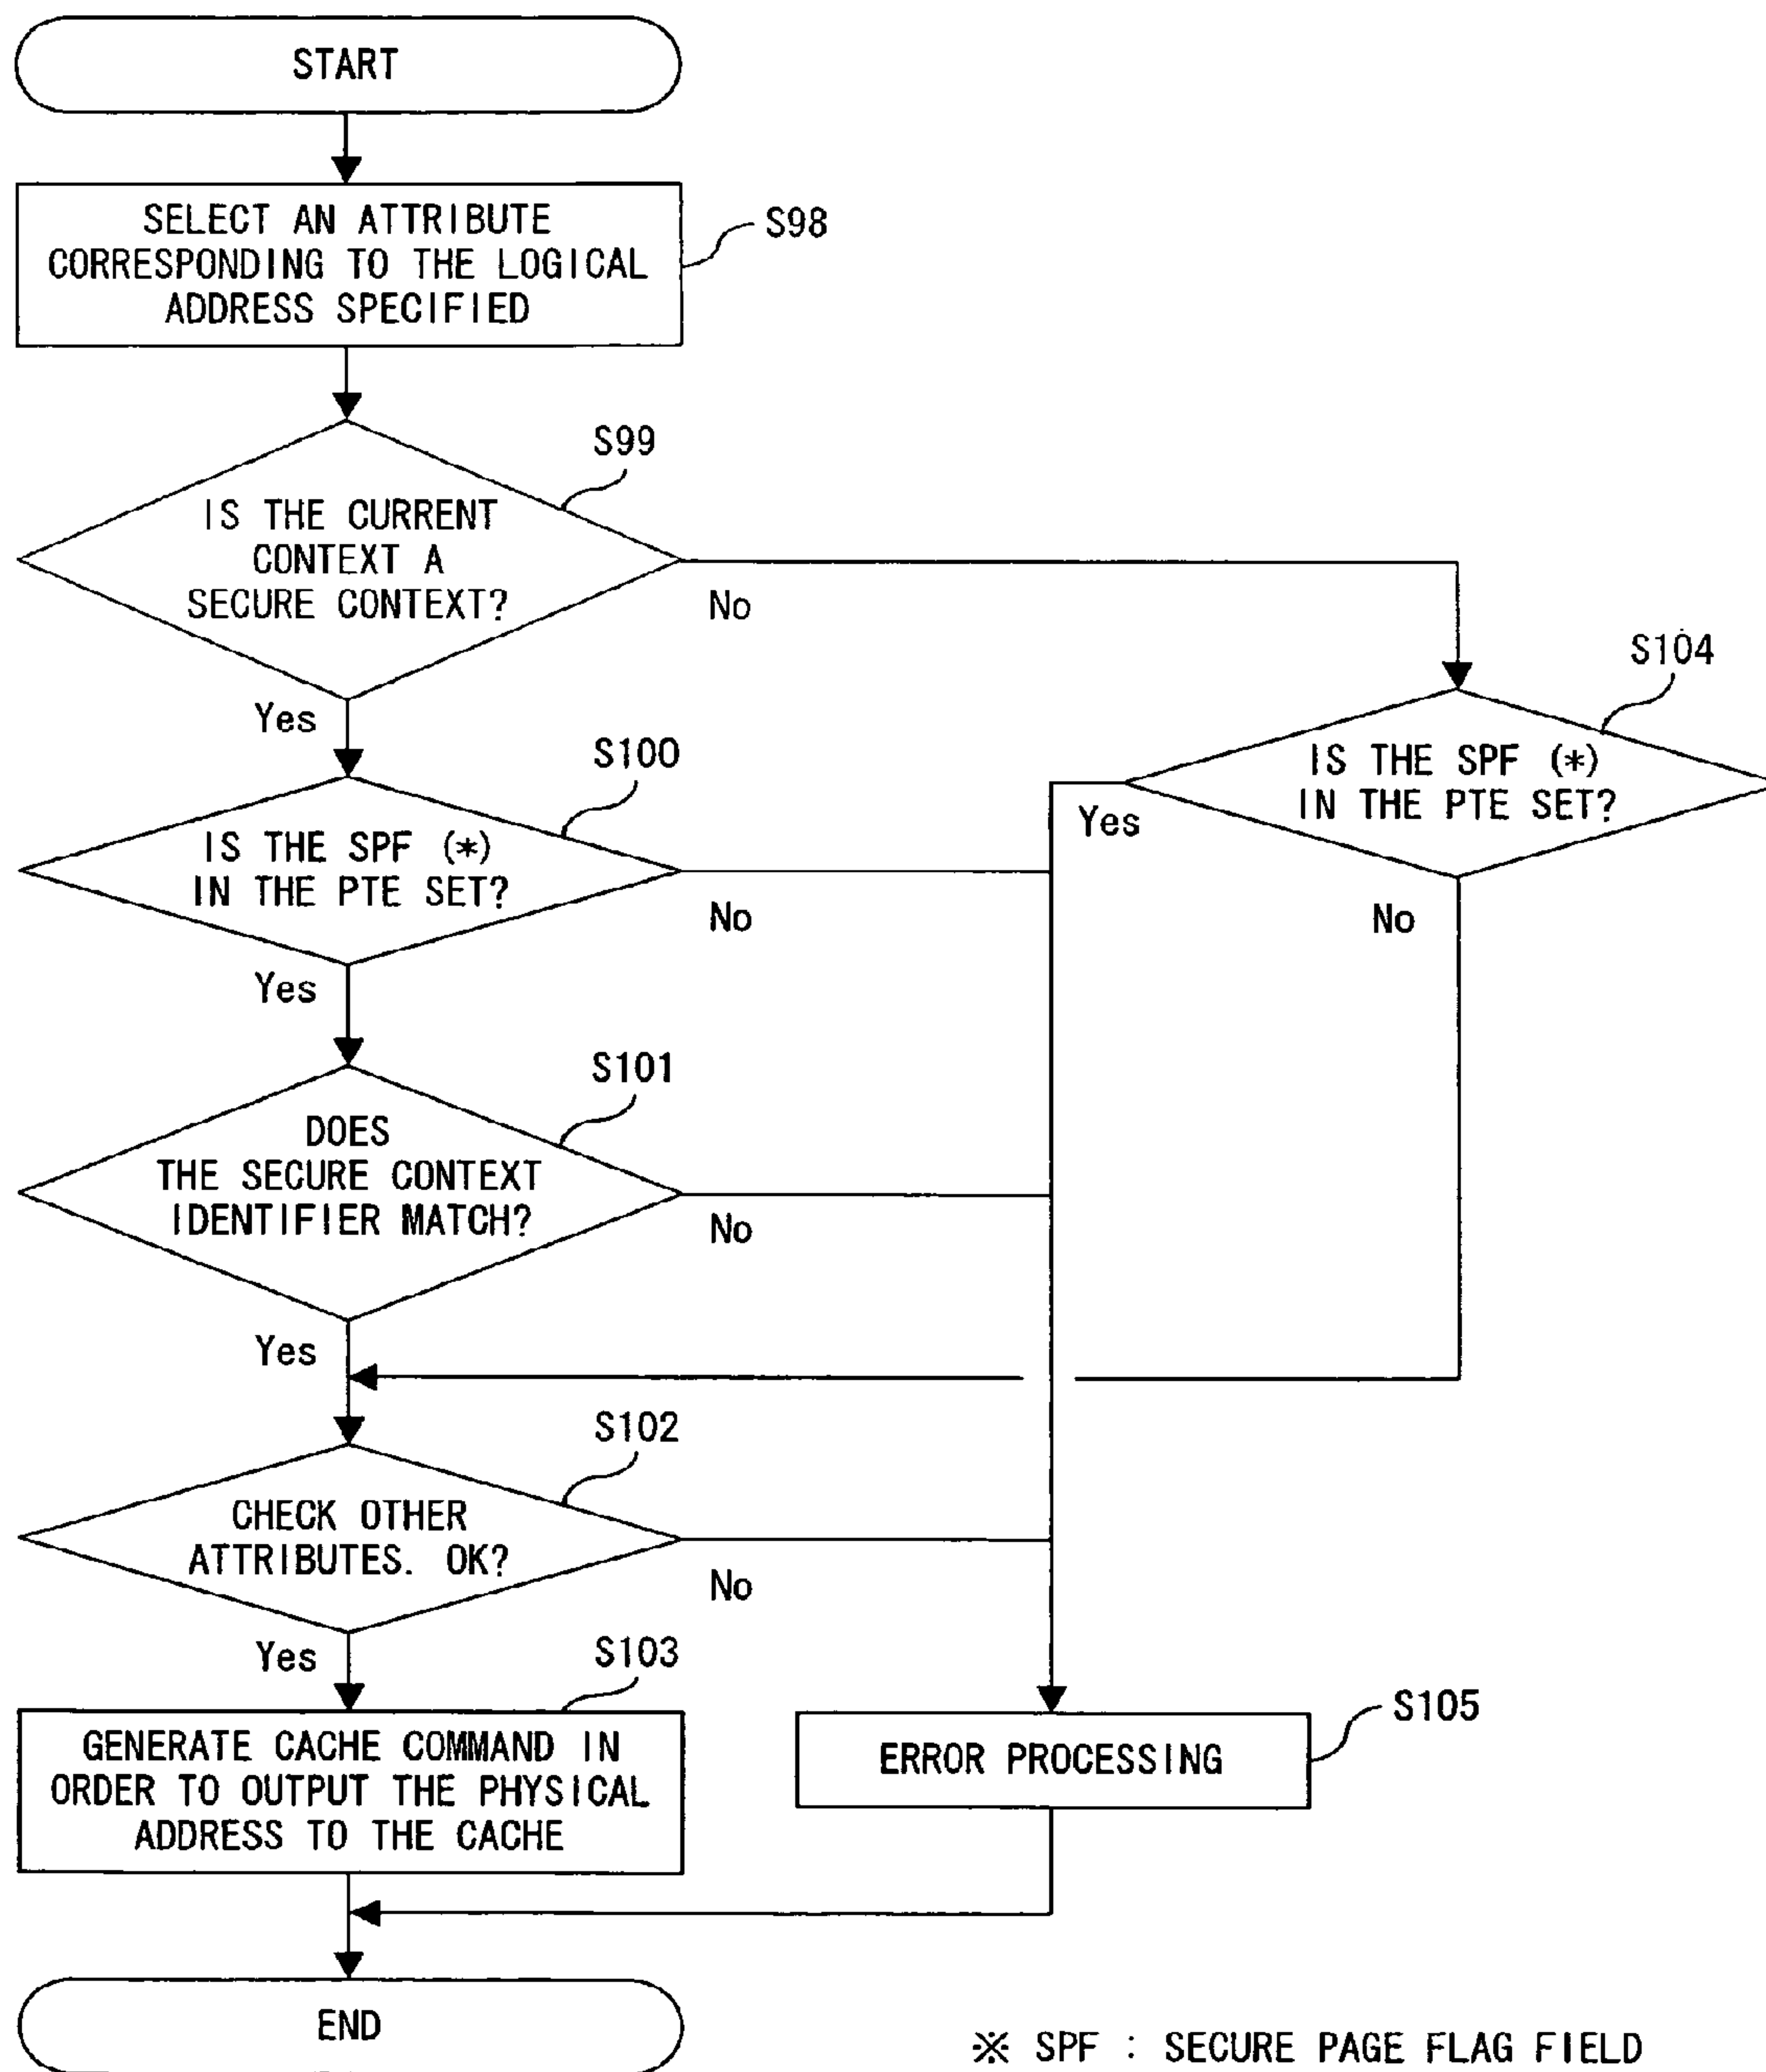 START
SELECT AN ATTRIBUTE
CORRESPONDING TO THE LOGICAL
ADDRESS SPECIFIED
S98
S99
IS THE CURRENT
CONTEXT A
SECURE CONTEXT?
No
Yes
S104
IS THE SPF (*)
IN THE PTE SET?
Yes
No
S100
IS THE SPF (*)
IN THE PTE SET?
No
Yes
S101
DOES
THE SECURE CONTEXT
IDENTIFIER MATCH?
No
Yes
S102
CHECK OTHER
ATTRIBUTES. OK?
No
Yes
S103
GENERATE CACHE COMMAND IN
ORDER TO OUTPUT THE PHYSICAL
ADDRESS TO THE CACHE
S105
ERROR PROCESSING
END
※ SPF : SECURE PAGE FLAG FIELD